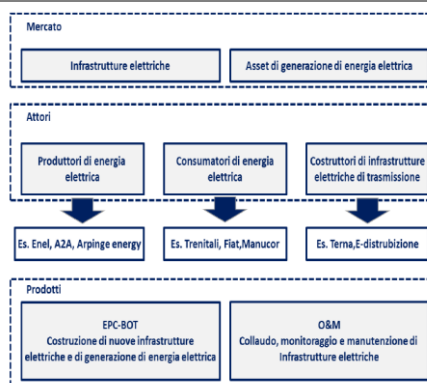 Mercato
Infrastrutture elettriche
Asset di generazione di energia elettrica
Attori
Produttori di energia
elettrica
Consumatori di energia
elettrica
Costruttori di infrastrutture
elettriche di trasmissione
Es. Enel, A2A, Arpinge energy
Es. Trenitali, Fiat,Manucor
Es. Terna,E-distrubizione
Prodotti
EPC-BOT
Costruzione di nuove infrastrutture
elettriche e di generazione di energia elettrica
O&M
Collaudo, monitoraggio e manutenzione di
Infrastrutture elettriche